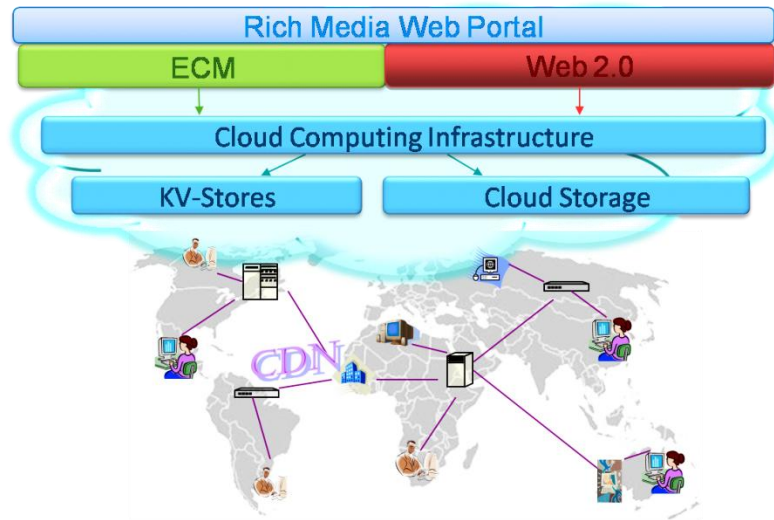 Rich Media Web Portal
ECM
Web 2.0
Cloud Computing Infrastructure
KV-Stores
Cloud Storage
CDN